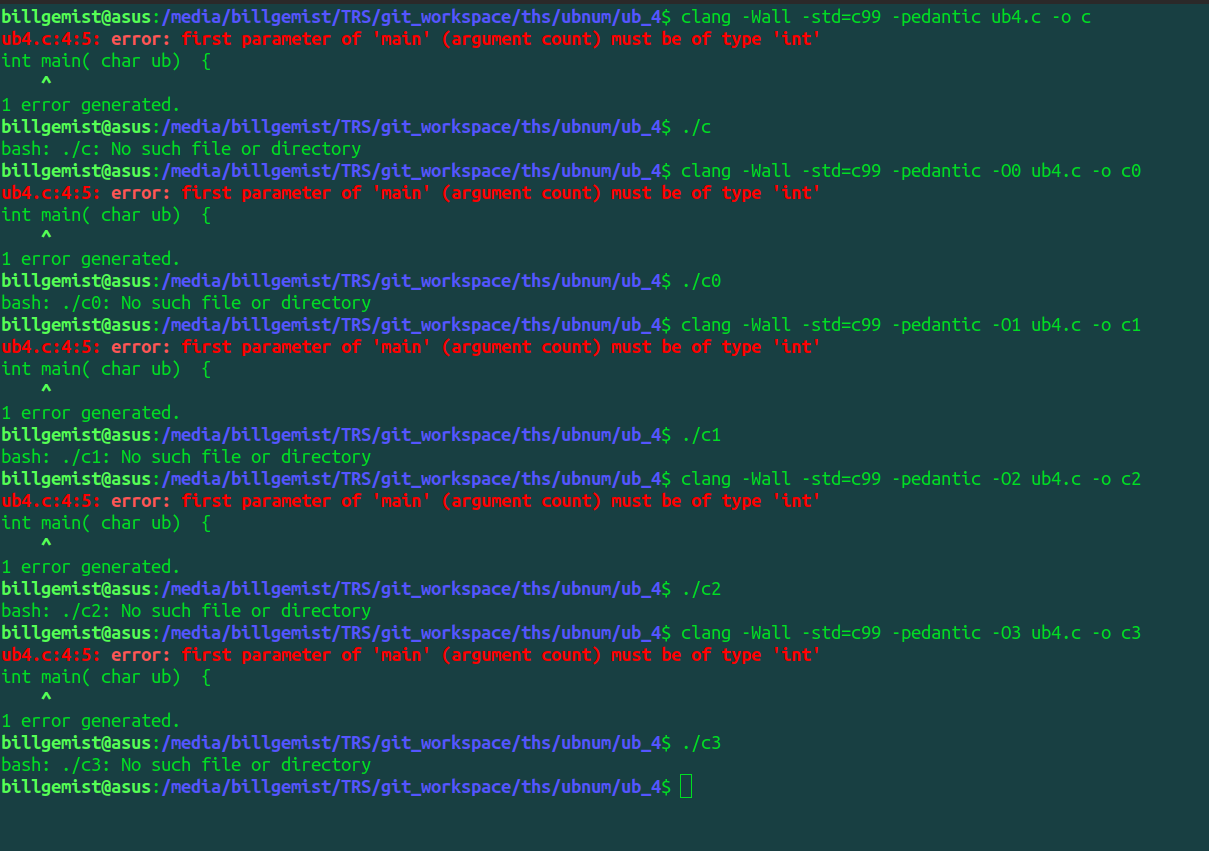 billgemist@asus:/media/billgemist/TRS/git_workspace/ths/ubnum/ub_4$ clang -Wall -std=c99 -pedantic ub4.c -o c
ub4.c:4:5: error: first parameter of 'main' (argument count) must be of type 'int'
int main( char ub)  {
    ^
1 error generated.
billgemist@asus:/media/billgemist/TRS/git_workspace/ths/ubnum/ub_4$ ./c
bash: ./c: No such file or directory
billgemist@asus:/media/billgemist/TRS/git_workspace/ths/ubnum/ub_4$ clang -Wall -std=c99 -pedantic -O0 ub4.c -o c0
ub4.c:4:5: error: first parameter of 'main' (argument count) must be of type 'int'
int main( char ub)  {
    ^
1 error generated.
billgemist@asus:/media/billgemist/TRS/git_workspace/ths/ubnum/ub_4$ ./c0
bash: ./c0: No such file or directory
billgemist@asus:/media/billgemist/TRS/git_workspace/ths/ubnum/ub_4$ clang -Wall -std=c99 -pedantic -O1 ub4.c -o c1
ub4.c:4:5: error: first parameter of 'main' (argument count) must be of type 'int'
int main( char ub)  {
    ^
1 error generated.
billgemist@asus:/media/billgemist/TRS/git_workspace/ths/ubnum/ub_4$ ./c1
bash: ./c1: No such file or directory
billgemist@asus:/media/billgemist/TRS/git_workspace/ths/ubnum/ub_4$ clang -Wall -std=c99 -pedantic -O2 ub4.c -o c2
ub4.c:4:5: error: first parameter of 'main' (argument count) must be of type 'int'
int main( char ub)  {
    ^
1 error generated.
billgemist@asus:/media/billgemist/TRS/git_workspace/ths/ubnum/ub_4$ ./c2
bash: ./c2: No such file or directory
billgemist@asus:/media/billgemist/TRS/git_workspace/ths/ubnum/ub_4$ clang -Wall -std=c99 -pedantic -O3 ub4.c -o c3
ub4.c:4:5: error: first parameter of 'main' (argument count) must be of type 'int'
int main( char ub)  {
    ^
1 error generated.
billgemist@asus:/media/billgemist/TRS/git_workspace/ths/ubnum/ub_4$ ./c3
bash: ./c3: No such file or directory
billgemist@asus:/media/billgemist/TRS/git_workspace/ths/ubnum/ub_4$